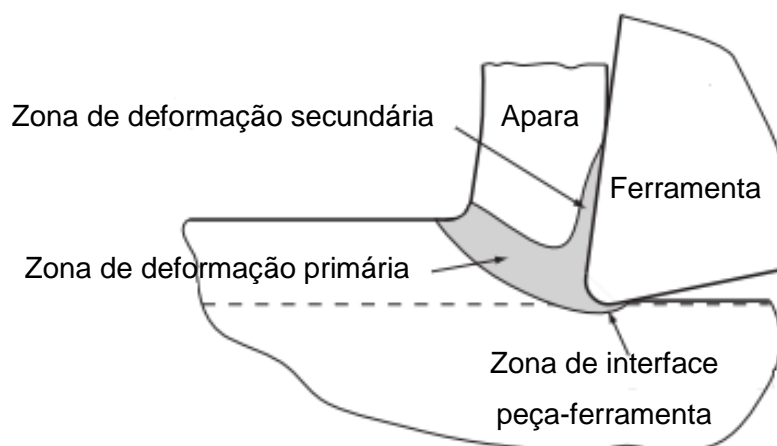 Zona de deformação secundária
Apara
Ferramenta
Zona de deformação primária
Zona de interface
peça-ferramenta